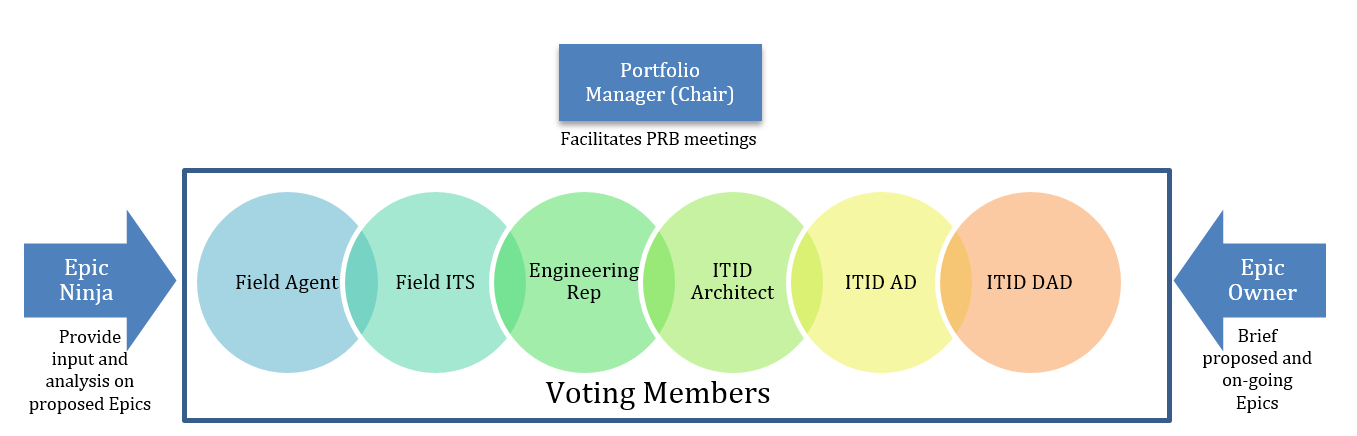 Portfolio
Manager (Chair)
Facilitates PRB meetings
Epic
Ninja
Provide
input and
analysis on
proposed Epics
Field Agent
Field ITS
Engineering
Rep
ITID
Architect
ITID AD
ITID DAD
Voting Members
Epic
Owner
Brief
proposed and
on-going
Epics